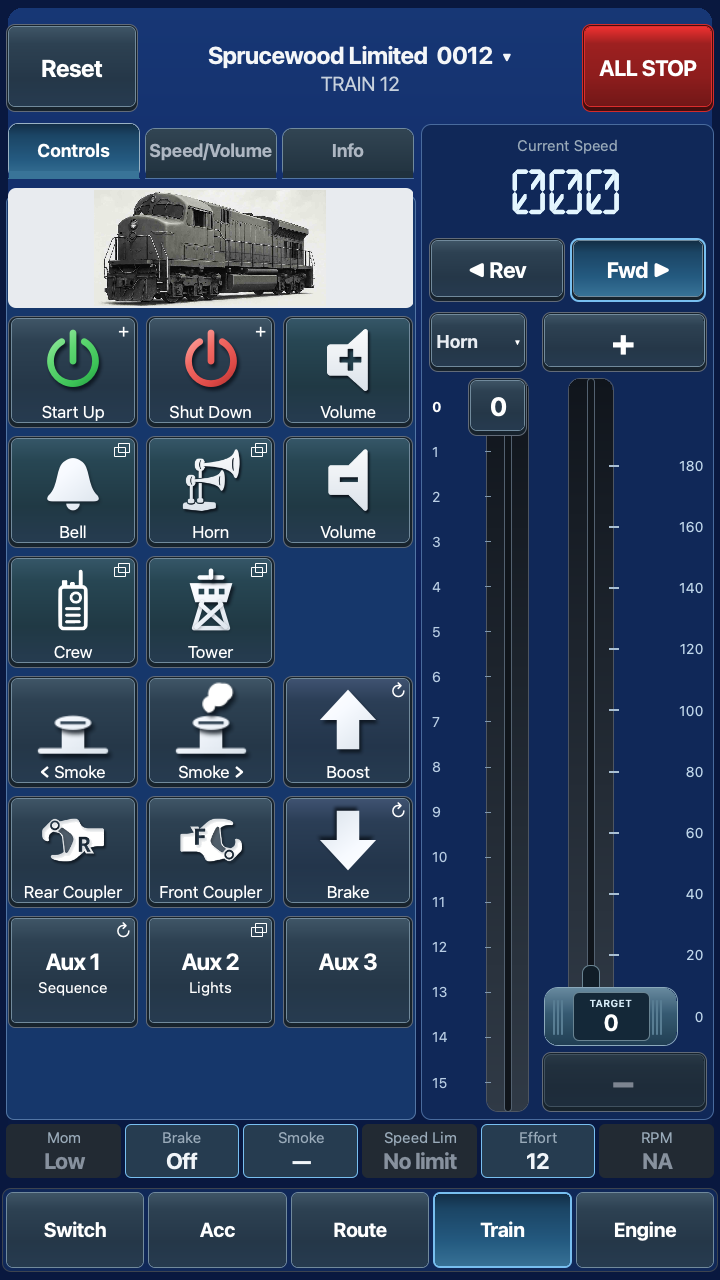 Reset
Sprucewood Limited 0012 ▾
TRAIN 12
ALL STOP
Controls
Speed/Volume
Info
Current Speed
000
◀ Rev
Fwd ▶
Horn ▾
+
Start Up
Shut Down
Volume
Bell
Horn
Volume
Crew
Tower
< Smoke
Smoke >
Boost
R
Rear Coupler
F
Front Coupler
Brake
Aux 1
Sequence
Aux 2
Lights
Aux 3
0
0
1
2
3
4
5
6
7
8
9
10
11
12
13
14
15
180
160
140
120
100
80
60
40
20
0
TARGET
0
–
Mom
Low
Brake
Off
Smoke
—
Speed Lim
No limit
Effort
12
RPM
NA
Switch
Acc
Route
Train
Engine